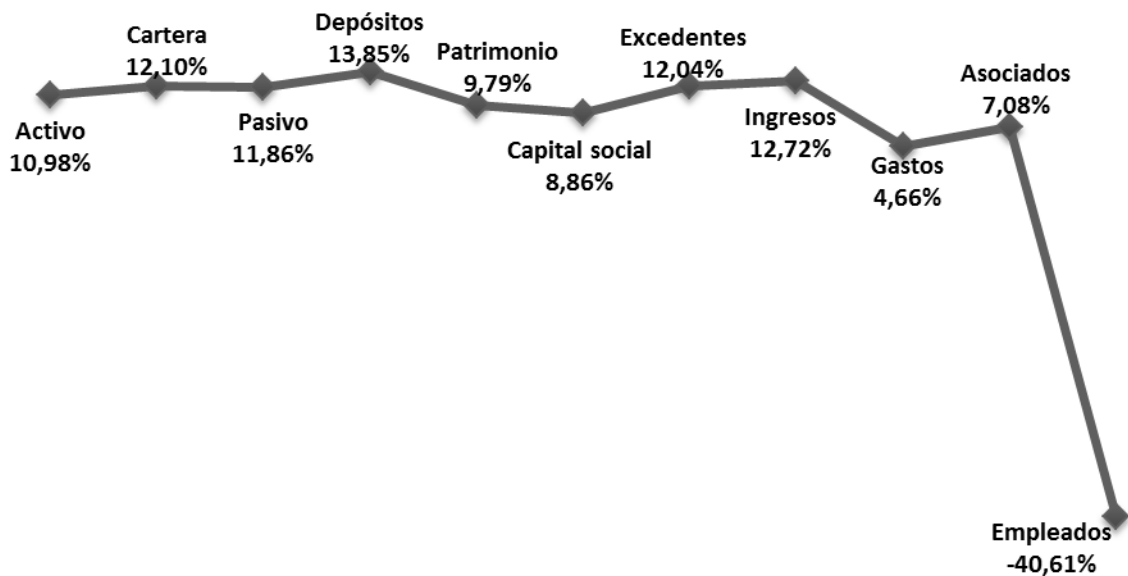 Activo
10,98%
Cartera
12,10%
Pasivo
11,86%
Depósitos
13,85%
Patrimonio
9,79%
Capital social
8,86%
Excedentes
12,04%
Ingresos
12,72%
Gastos
4,66%
Asociados
7,08%
Empleados
-40,61%